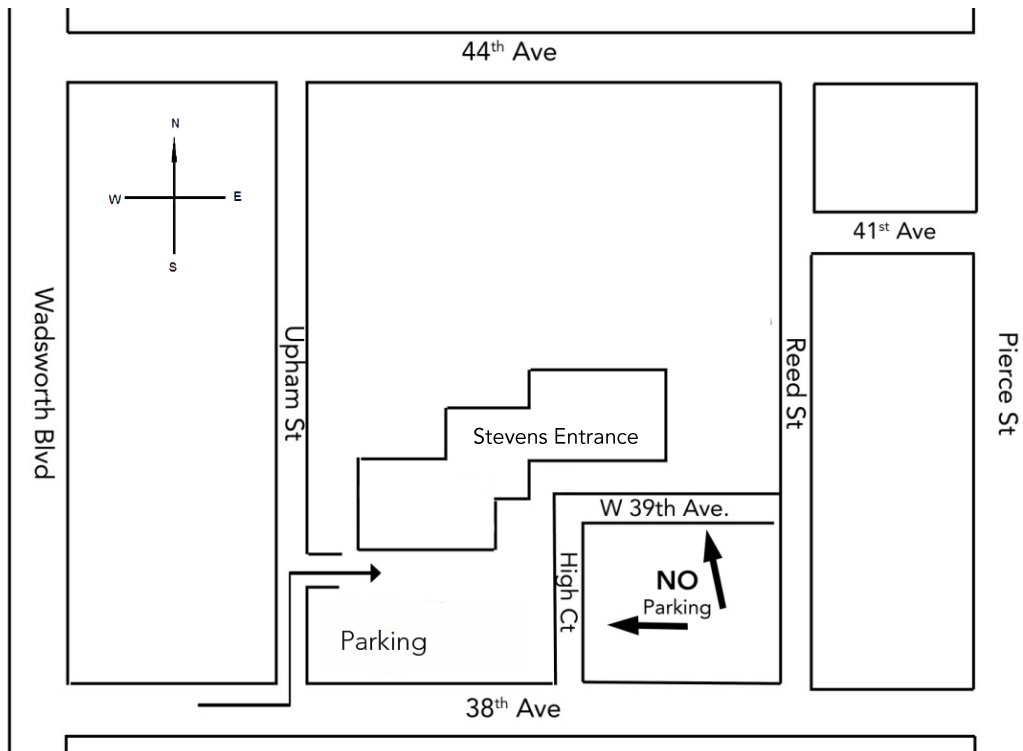 44th Ave
N
W
E
S
41st Ave
Wadsworth Blvd
Upham St
Reed St
Pierce St
Stevens Entrance
W 39th Ave.
High Ct
NO
Parking
Parking
38th Ave